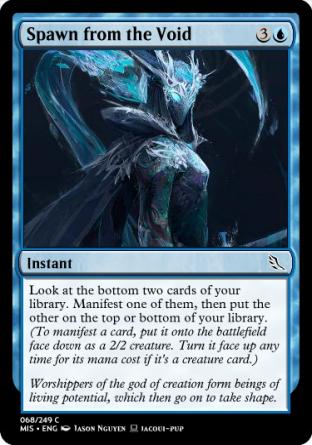 Spawn from the Void 3
Instant
Look at the bottom two cards of your
library. Manifest one of them, then put the
other on the top or bottom of your library.
(To manifest a card, put it onto the battlefield
face down as a 2/2 creature. Turn it face up any
time for its mana cost if it's a creature card.)
Worshippers of the god of creation form beings of
living potential, which then go on to take shape.
068/249 C
MIS • ENG Jason Nguyen jacqui-pup